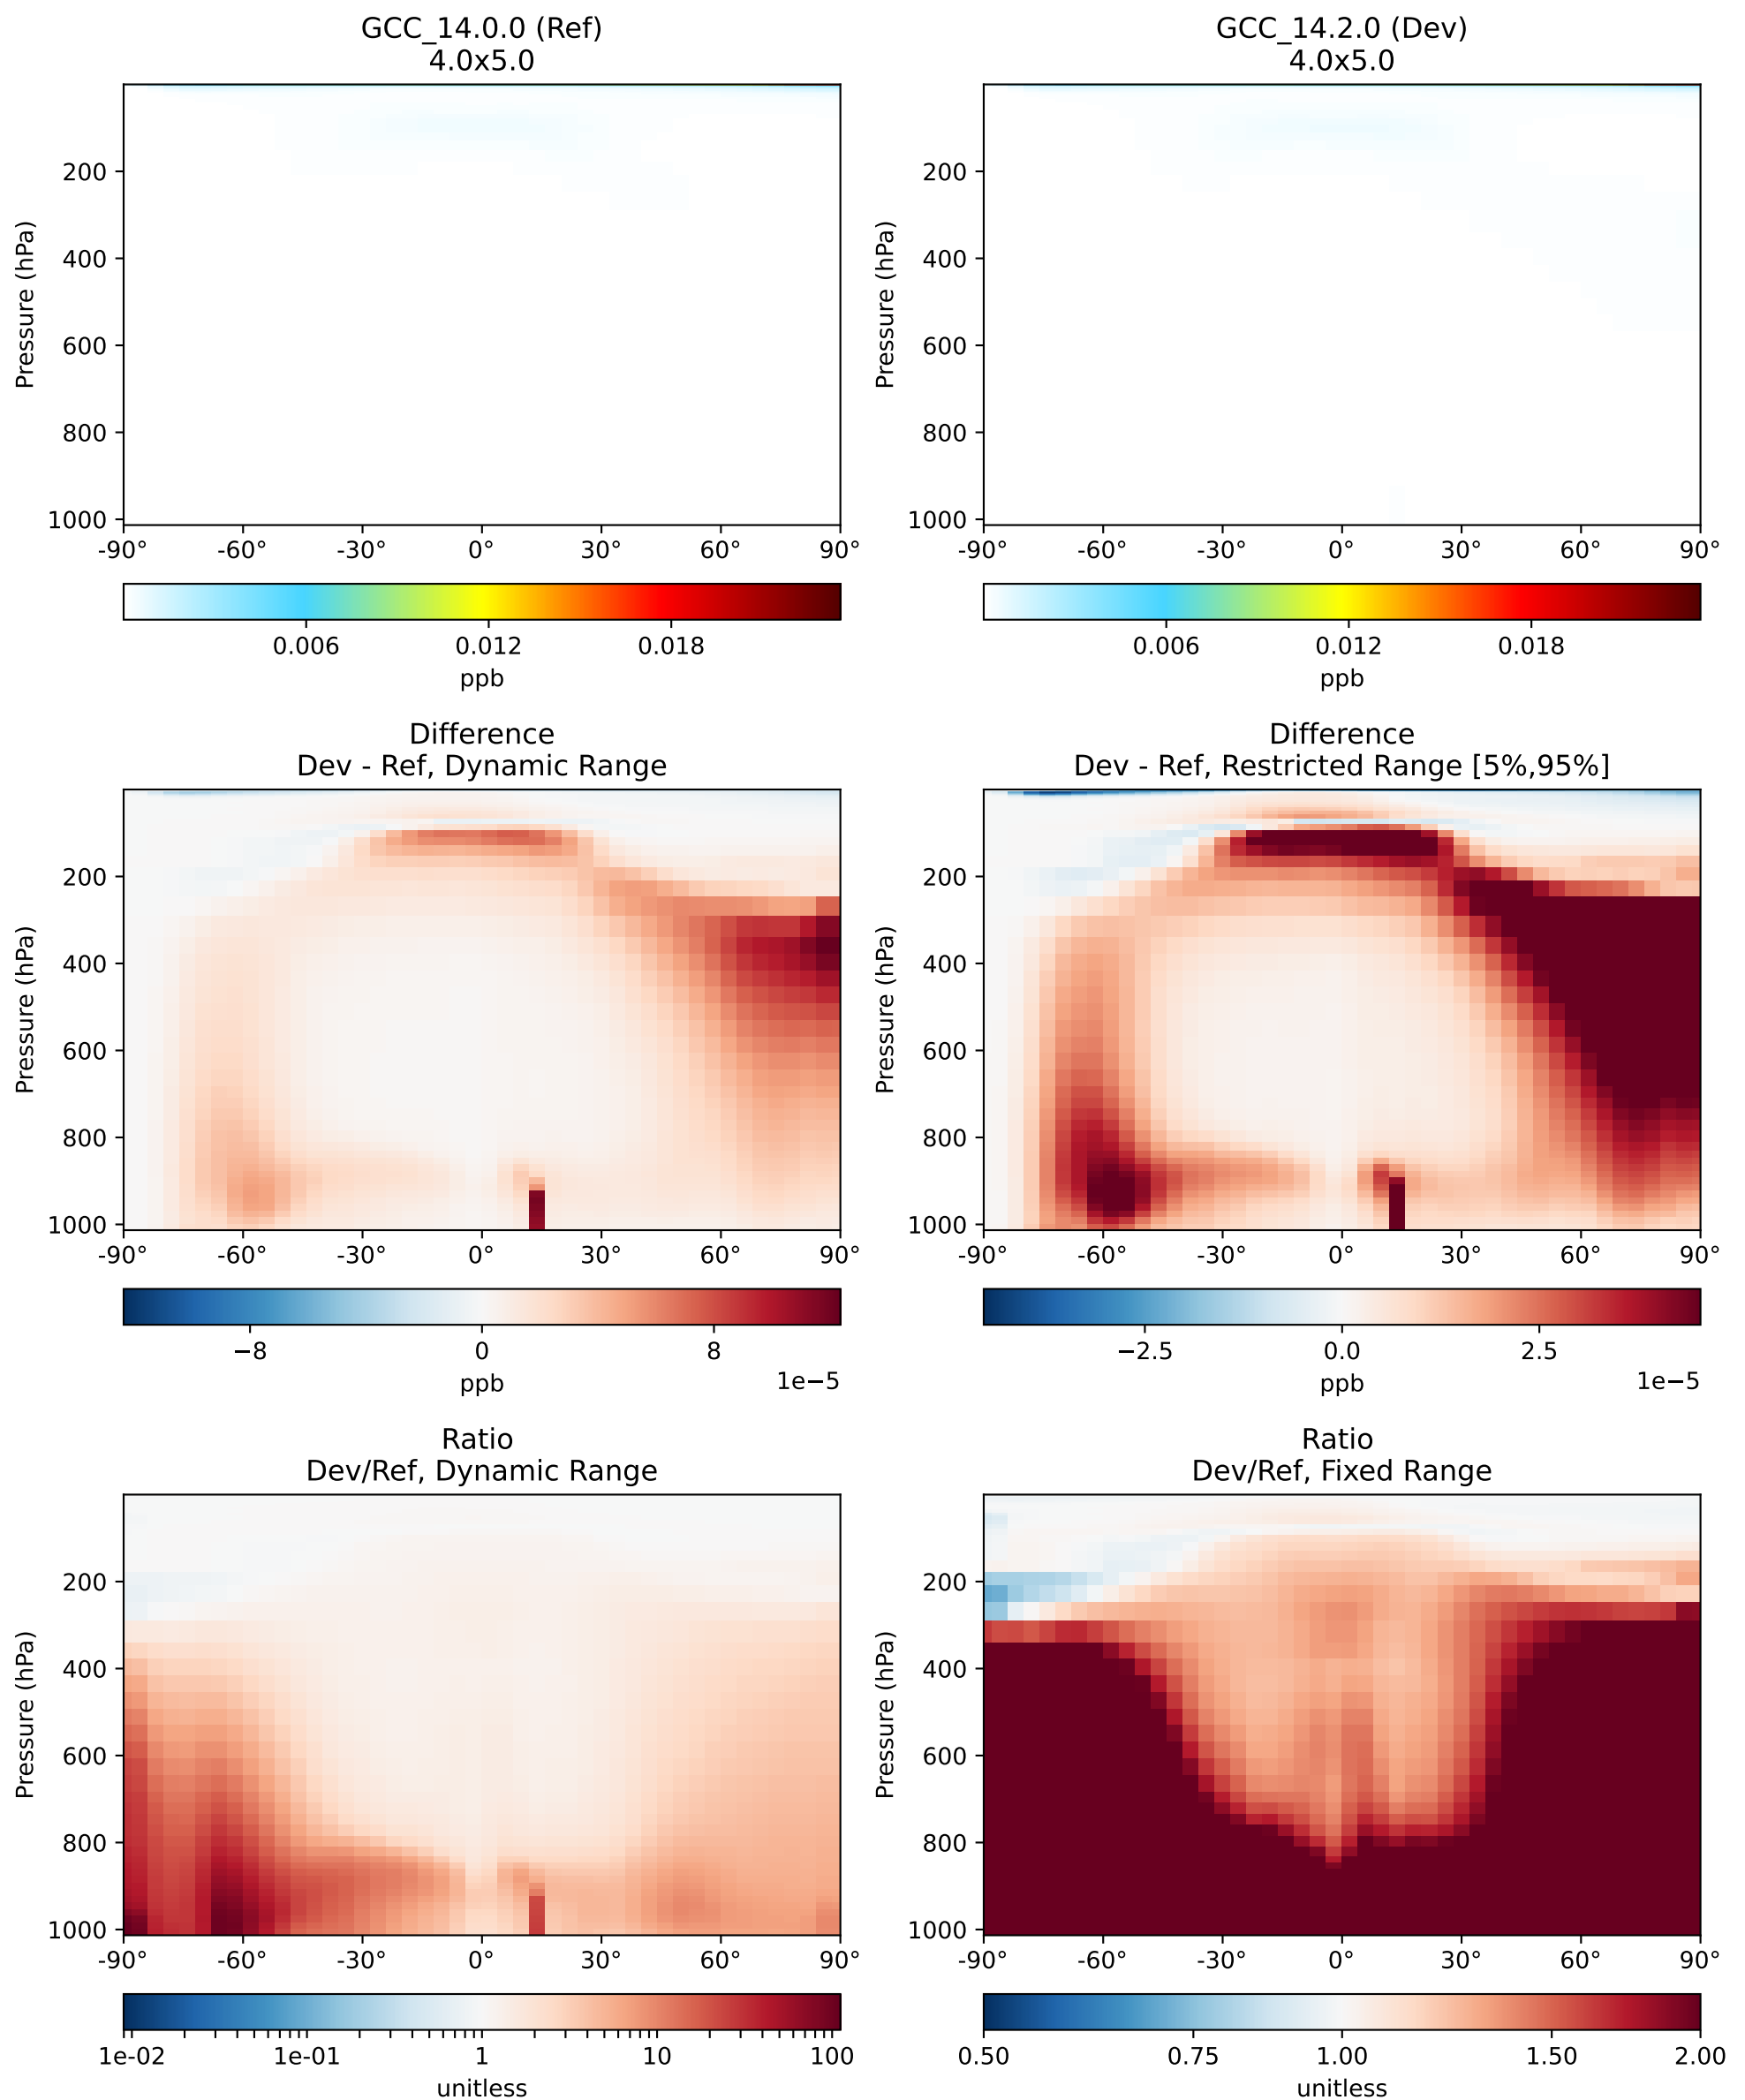 GCC_14.0.0 (Ref)
4.0x5.0
Pressure (hPa)
200
400
600
800
1000
-90° -60° -30° 0° 30° 60° 90°
0.006 0.012 0.018
ppb
GCC_14.2.0 (Dev)
4.0x5.0
Pressure (hPa)
200
400
600
800
1000
-90° -60° -30° 0° 30° 60° 90°
0.006 0.012 0.018
ppb
Difference
Dev - Ref, Dynamic Range
Pressure (hPa)
200
400
600
800
1000
-90° -60° -30° 0° 30° 60° 90°
−8 0 8
ppb 1e−5
Difference
Dev - Ref, Restricted Range [5%,95%]
Pressure (hPa)
200
400
600
800
1000
-90° -60° -30° 0° 30° 60° 90°
−2.5 0.0 2.5
ppb 1e−5
Ratio
Dev/Ref, Dynamic Range
Pressure (hPa)
200
400
600
800
1000
-90° -60° -30° 0° 30° 60° 90°
1e-02 1e-01 1 10 100
unitless
Ratio
Dev/Ref, Fixed Range
Pressure (hPa)
200
400
600
800
1000
-90° -60° -30° 0° 30° 60° 90°
0.50 0.75 1.00 1.50 2.00
unitless